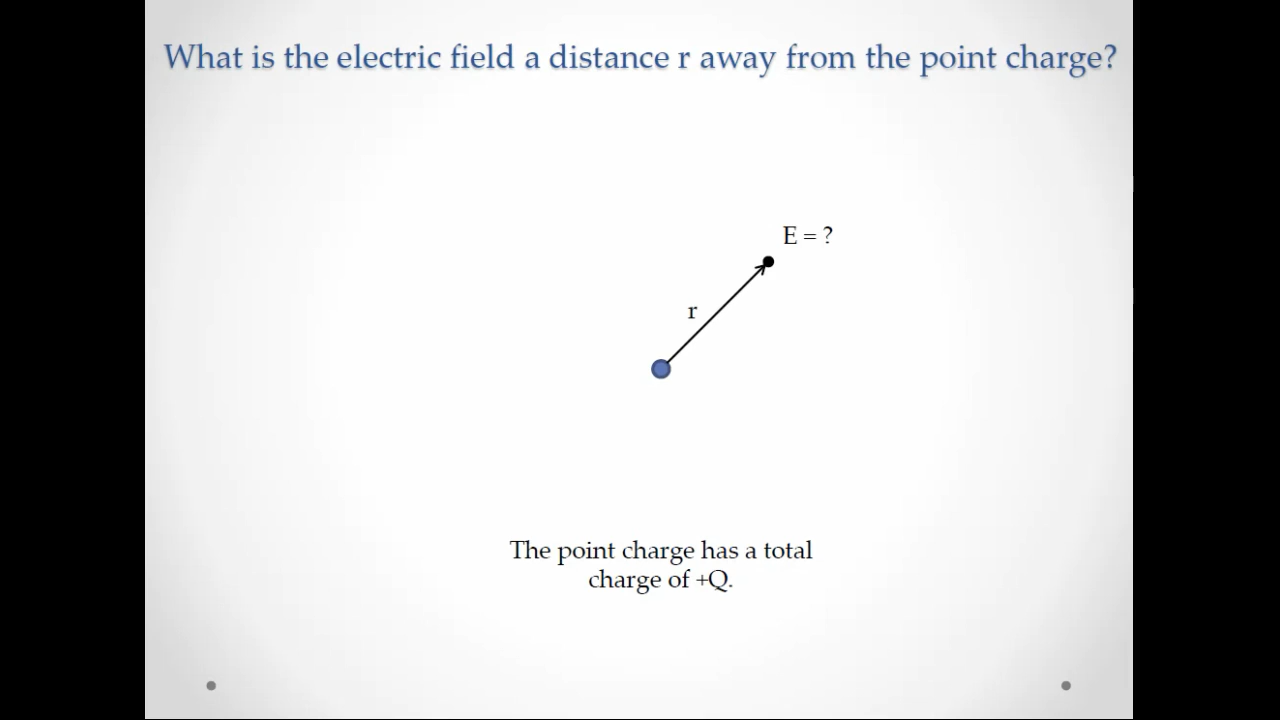 What is the electric field a distance r away from the point charge?
E = ?
r
The point charge has a total
charge of +Q.